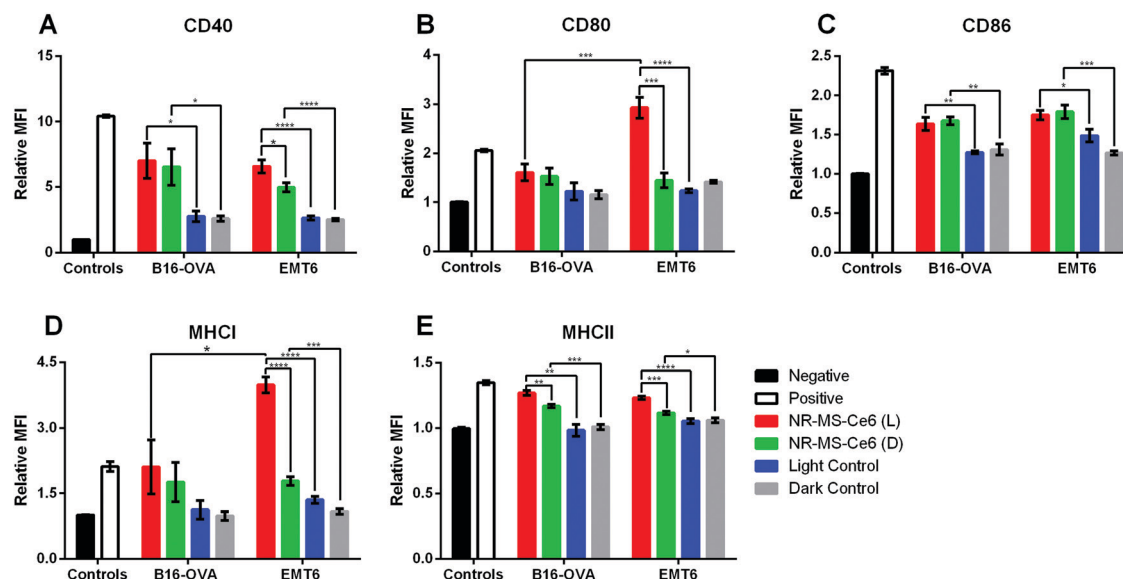 A
CD40
Relative MFI
15
10
5
0
*
*
****
****
*
Controls
B16-OVA
EMT6
B
CD80
Relative MFI
4
3
2
1
0
***
****
***
Controls
B16-OVA
EMT6
C
CD86
Relative MFI
2.5
2.0
1.5
1.0
0.5
0.0
**
**
***
*
Controls
B16-OVA
EMT6
D
MHCI
Relative MFI
4.5
3.0
1.5
0.0
*
***
****
****
Controls
B16-OVA
EMT6
E
MHCII
Relative MFI
1.5
1.0
0.5
0.0
***
**
**
*
****
***
Controls
B16-OVA
EMT6
Negative
Positive
NR-MS-Ce6 (L)
NR-MS-Ce6 (D)
Light Control
Dark Control